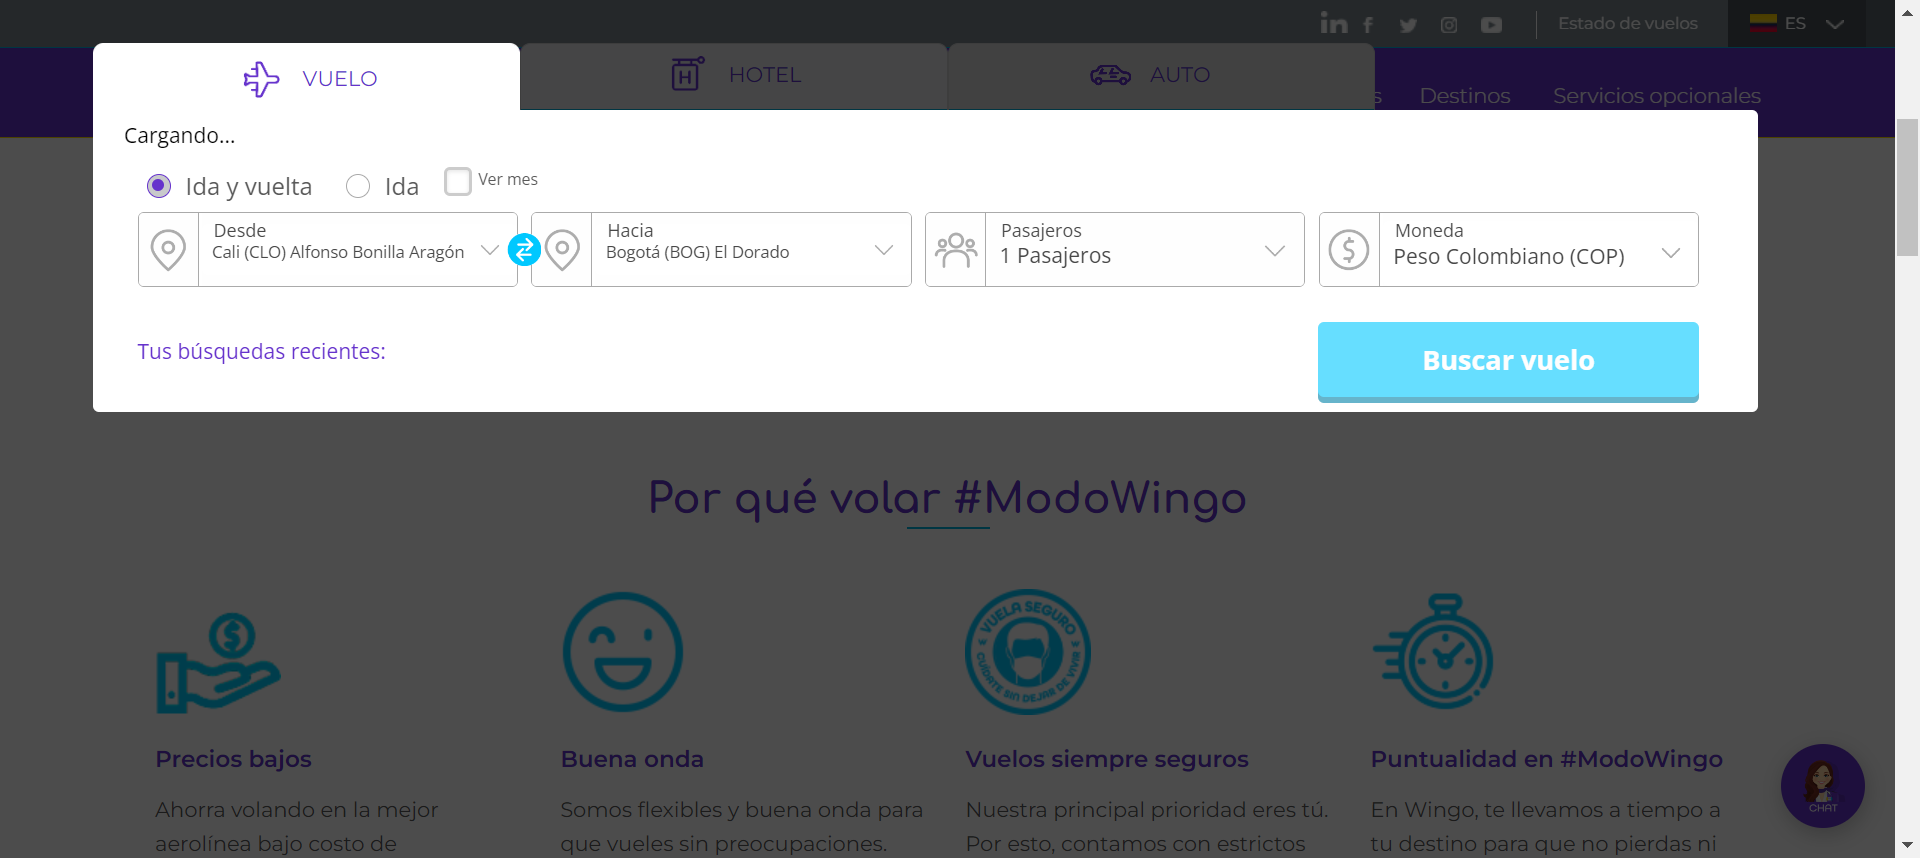 Estado de vuelos
ES
VUELO
HOTEL
AUTO
s
Destinos
Servicios opcionales
Cargando...
Ida y vuelta
Ida
Ver mes
Desde
Cali (CLO) Alfonso Bonilla Aragón
Hacia
Bogotá (BOG) El Dorado
Pasajeros
1 Pasajeros
Moneda
Peso Colombiano (COP)
Tus búsquedas recientes:
Buscar vuelo
Por qué volar #ModoWingo
VUELA SEGURO
CUÍDATE SIN DEJAR DE VIVIR
Precios bajos
Ahorra volando en la mejor
aerolínea bajo costo de
Buena onda
Somos flexibles y buena onda para
que vueles sin preocupaciones.
Vuelos siempre seguros
Nuestra principal prioridad eres tú.
Por esto, contamos con estrictos
Puntualidad en #ModoWingo
En Wingo, te llevamos a tiempo a
tu destino para que no pierdas ni
CHAT